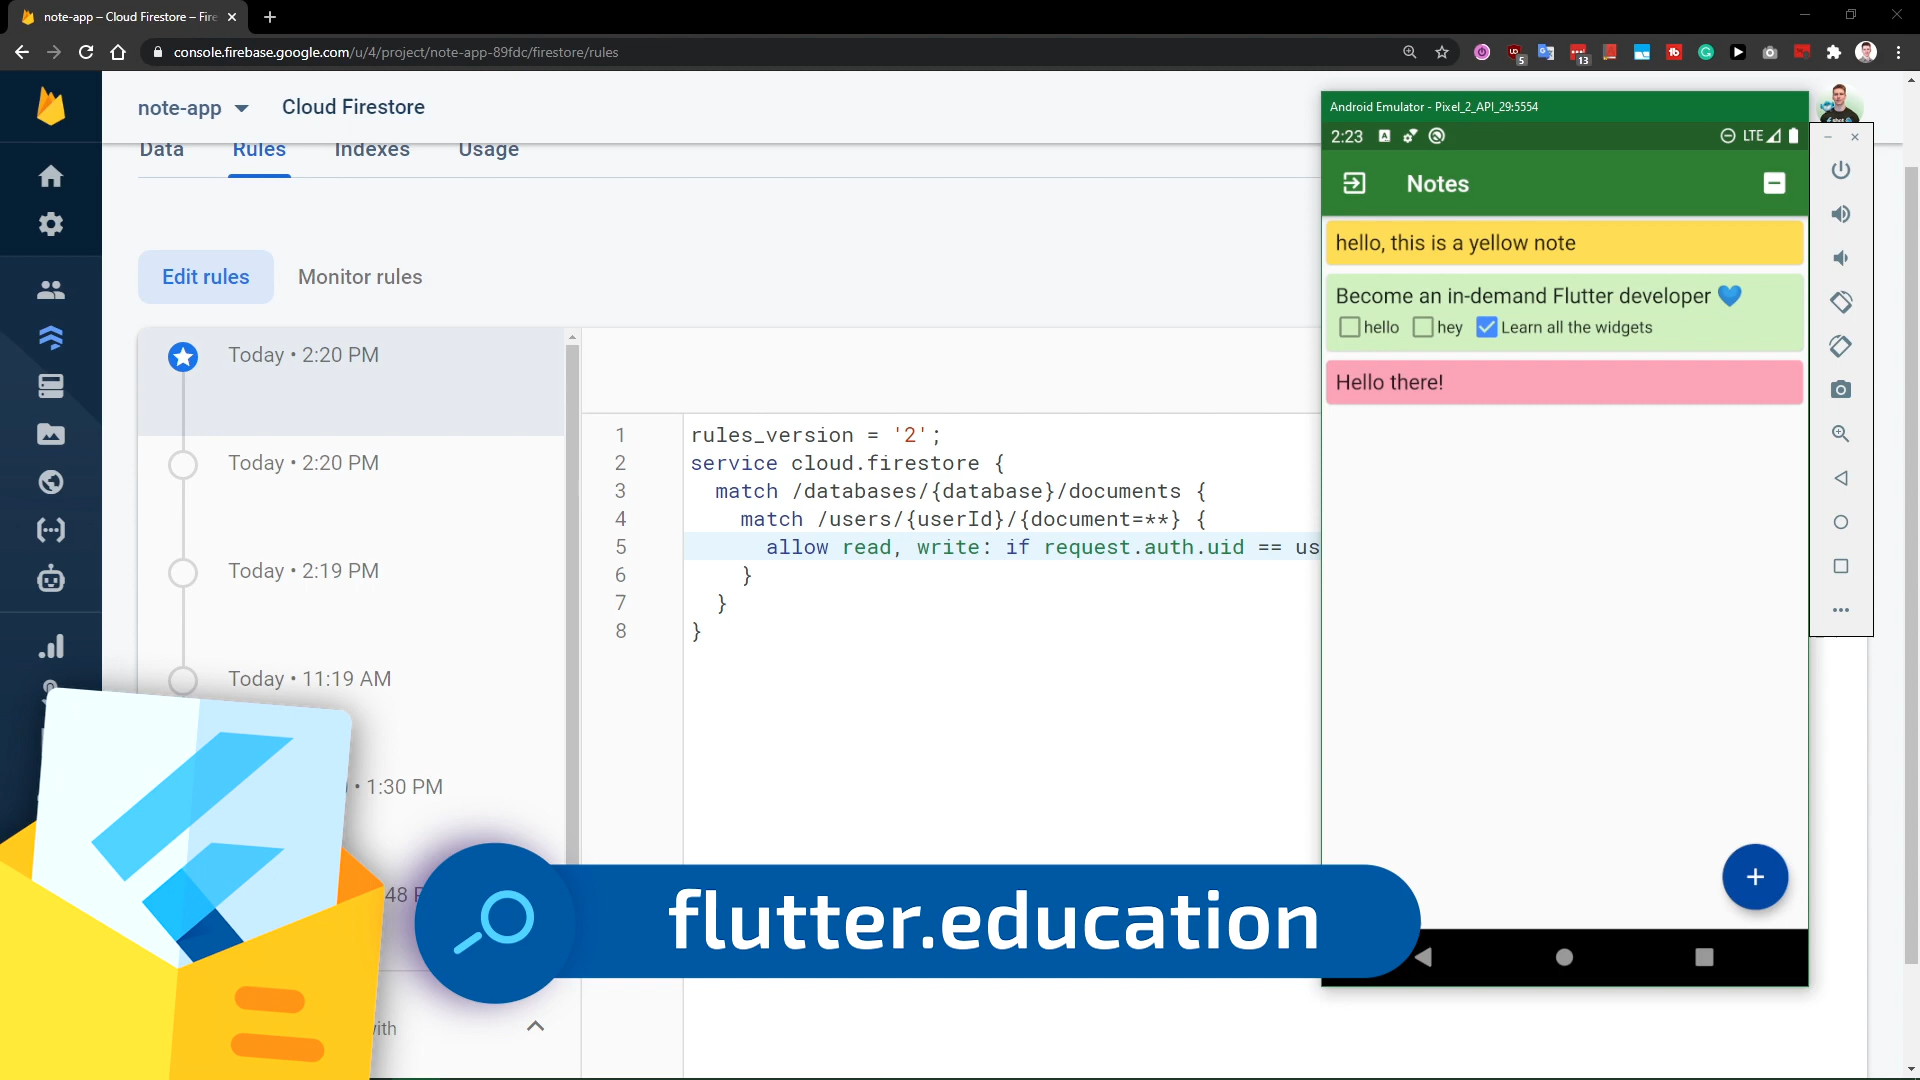 note-app – Cloud Firestore – Fire
console.firebase.google.com/u/4/project/note-app-89fdc/firestore/rules
5
13
note-app
Cloud Firestore
Data
Rules
Indexes
Usage
Edit rules
Monitor rules
Today • 2:20 PM
Today • 2:20 PM
Today • 2:19 PM
Today • 11:19 AM
• 1:30 PM
48 P
with
1 rules_version = '2';
2 service cloud.firestore {
3 match /databases/{database}/documents {
4 match /users/{userId}/{document=**} {
5 allow read, write: if request.auth.uid == us
6 }
7 }
8 }
Android Emulator - Pixel_2_API_29:5554
2:23
LTE
Notes
hello, this is a yellow note
Become an in-demand Flutter developer 💙
hello
hey
Learn all the widgets
Hello there!
flutter.education